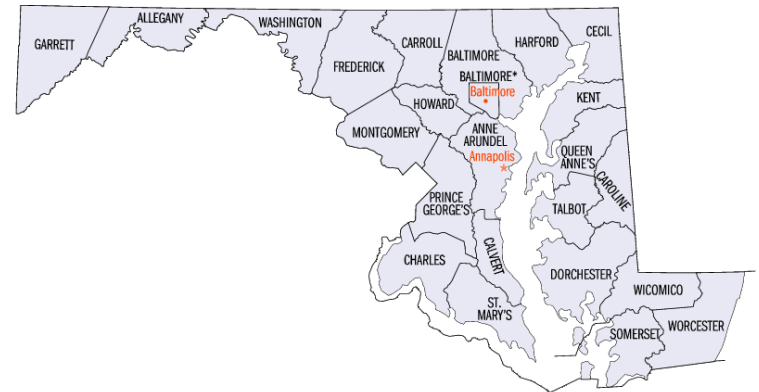 GARRETT
ALLEGANY
WASHINGTON
FREDERICK
CARROLL
BALTIMORE
HARFORD
CECIL
BALTIMORE*
Baltimore
HOWARD
KENT
MONTGOMERY
ANNE
ARUNDEL
Annapolis
QUEEN
ANNE'S
CAROLINE
PRINCE
GEORGE'S
TALBOT
CALVERT
CHARLES
DORCHESTER
ST.
MARY'S
WICOMICO
SOMERSET
WORCESTER